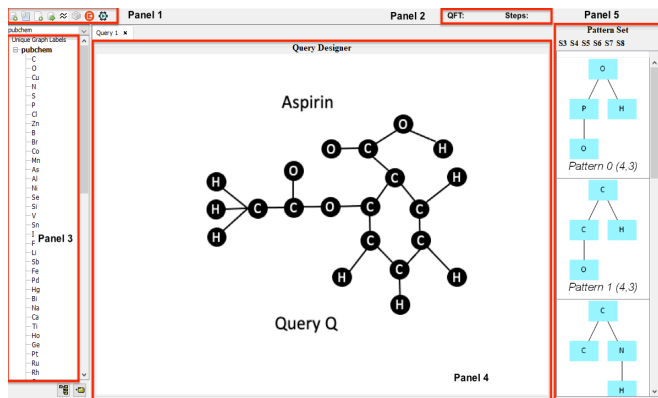 Panel 1
Panel 2
QFT:
Steps:
Panel 5
pubchem
Query 1 ×
Unique Graph Labels
pubchem
C
O
Cu
N
S
P
Cl
Zn
B
Br
Co
Mn
As
Al
Ni
Se
Si
V
Sn
I
F
Li
Sb
Fe
Pd
Hg
Bi
Na
Ca
Ti
Ho
Ge
Pt
Ru
Rh
Panel 3
Query Designer
Aspirin
O
O C H
O C H
H
H C C O C C
H
C C
H C H
H
Query Q
Panel 4
Pattern Set
S3 S4 S5 S6 S7 S8
O
P H
O
Pattern 0 (4,3)
C
C H
O
Pattern 1 (4,3)
C
C N
H